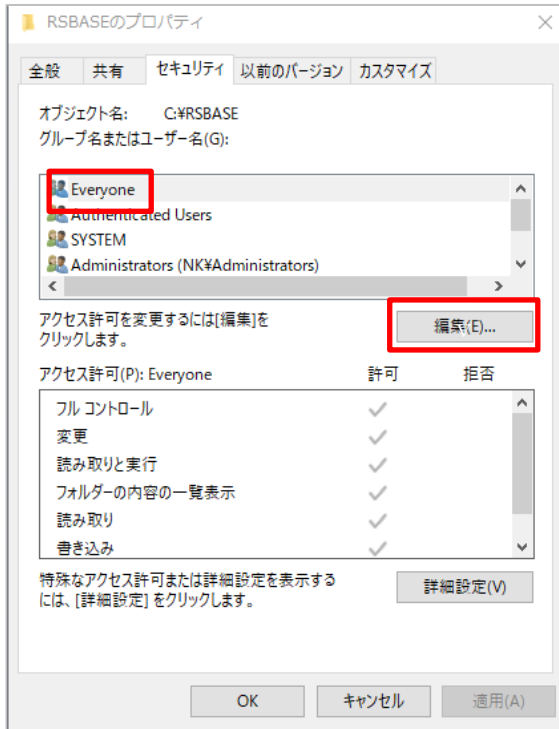 RSBASEのプロパティ
全般 共有 セキュリティ 以前のバージョン カスタマイズ
オブジェクト名: C:¥RSBASE
グループ名またはユーザー名(G):
Everyone
Authenticated Users
SYSTEM
Administrators (NK¥Administrators)
アクセス許可を変更するには[編集]を
クリックします。
編集(E)...
アクセス許可(P): Everyone 許可 拒否
フル コントロール
変更
読み取りと実行
フォルダーの内容の一覧表示
読み取り
書き込み
特殊なアクセス許可または詳細設定を表示する
には、[詳細設定] をクリックします。
詳細設定(V)
OK キャンセル 適用(A)